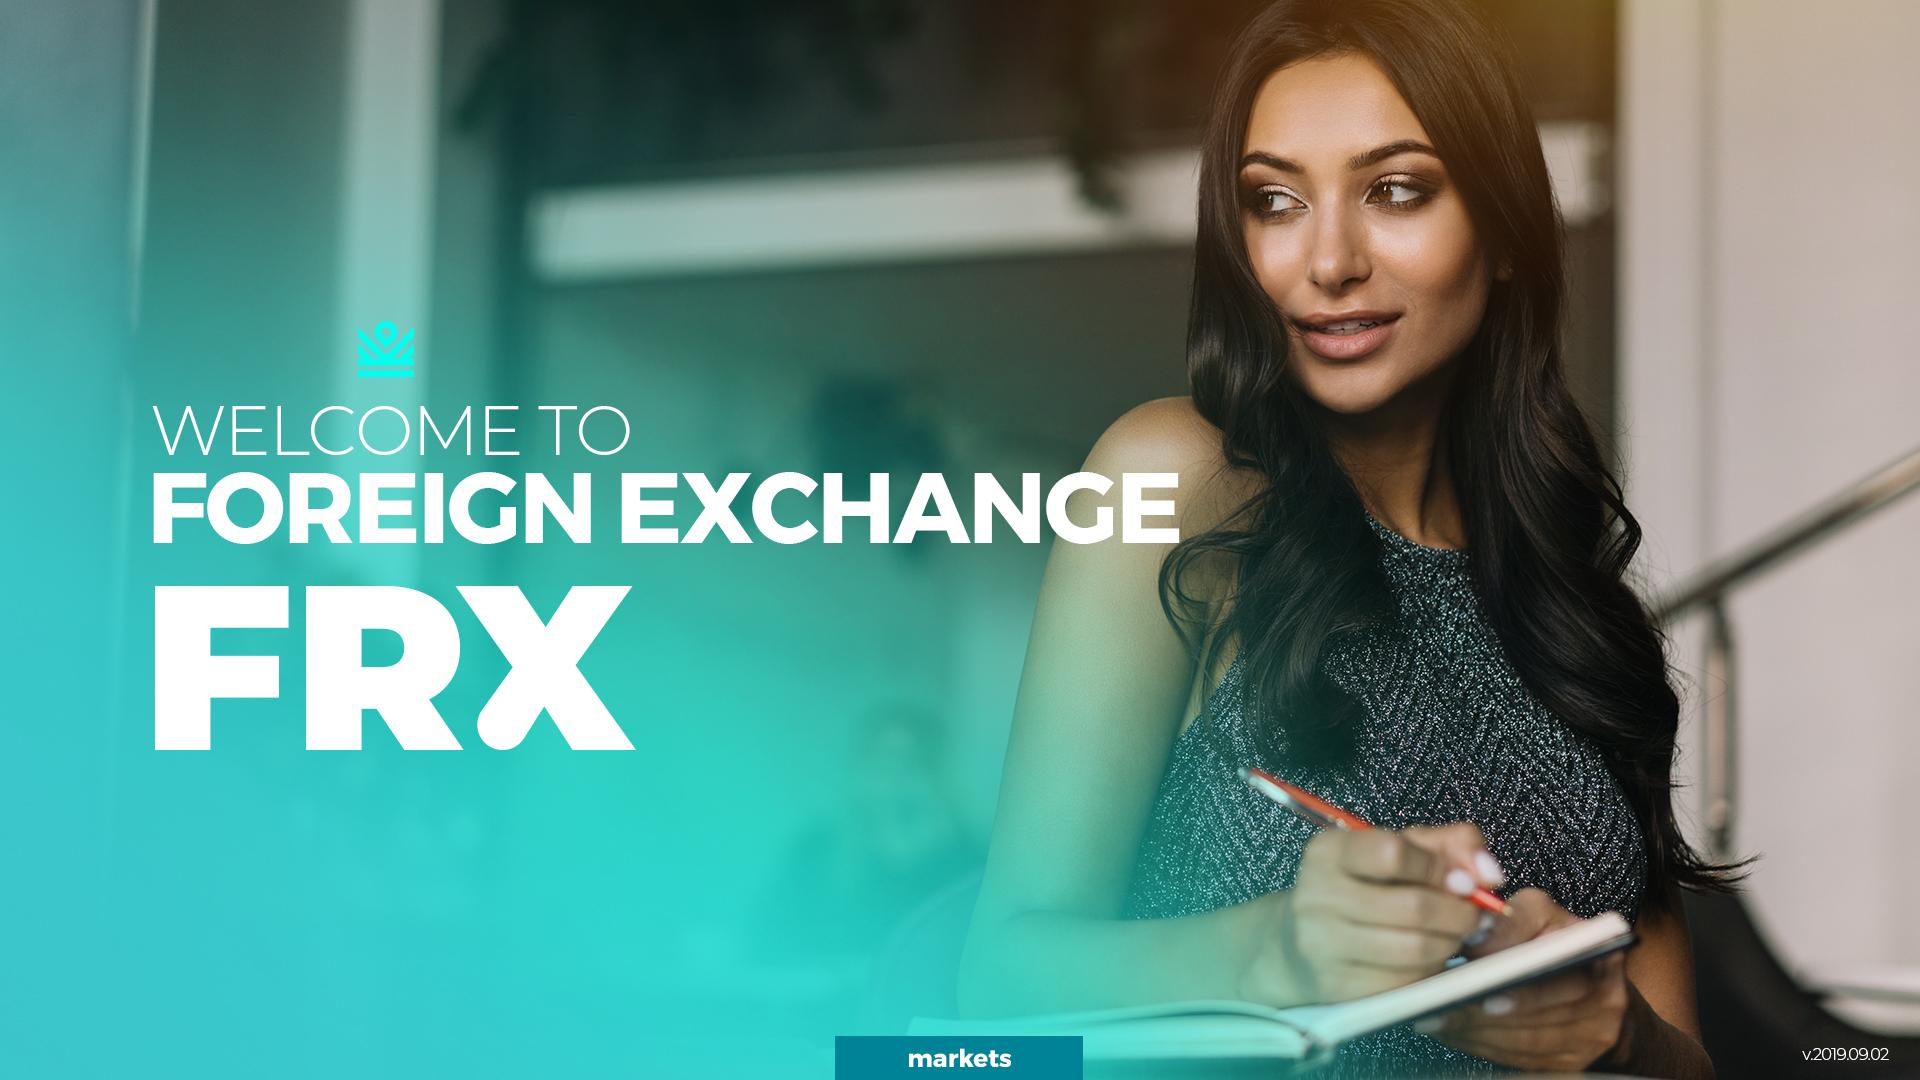 WELCOME TO
FOREIGN EXCHANGE
FRX
markets
v.2019.09.02